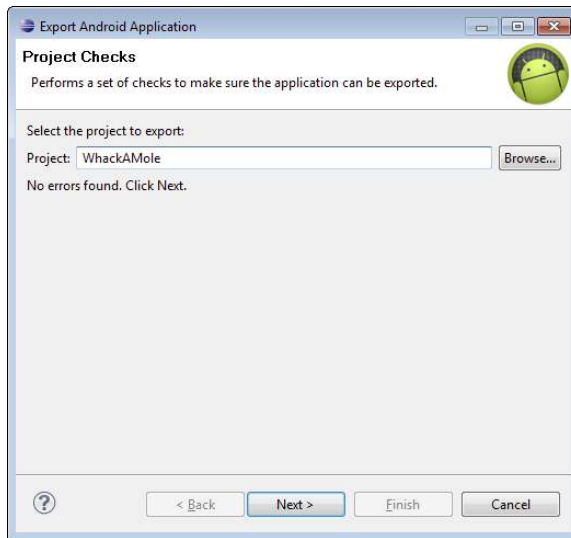 Export Android Application
Project Checks
Performs a set of checks to make sure the application can be exported.
Select the project to export:
Project: WhackAMole Browse...
No errors found. Click Next.
? < Back Next > Finish Cancel